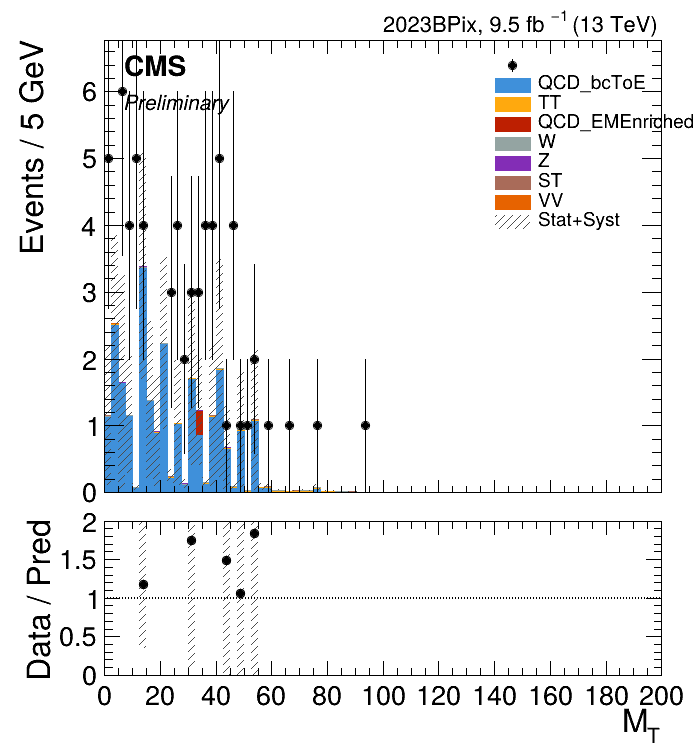 2023BPix, 9.5 fb⁻¹ (13 TeV)
CMS
Preliminary
QCD_bcToE
TT
QCD_EMEnriched
W
Z
ST
VV
Stat+Syst
Events / 5 GeV
6
5
4
3
2
1
0
Data / Pred
2
1.5
1
0.5
0
0 20 40 60 80 100 120 140 160 180 200
M_T